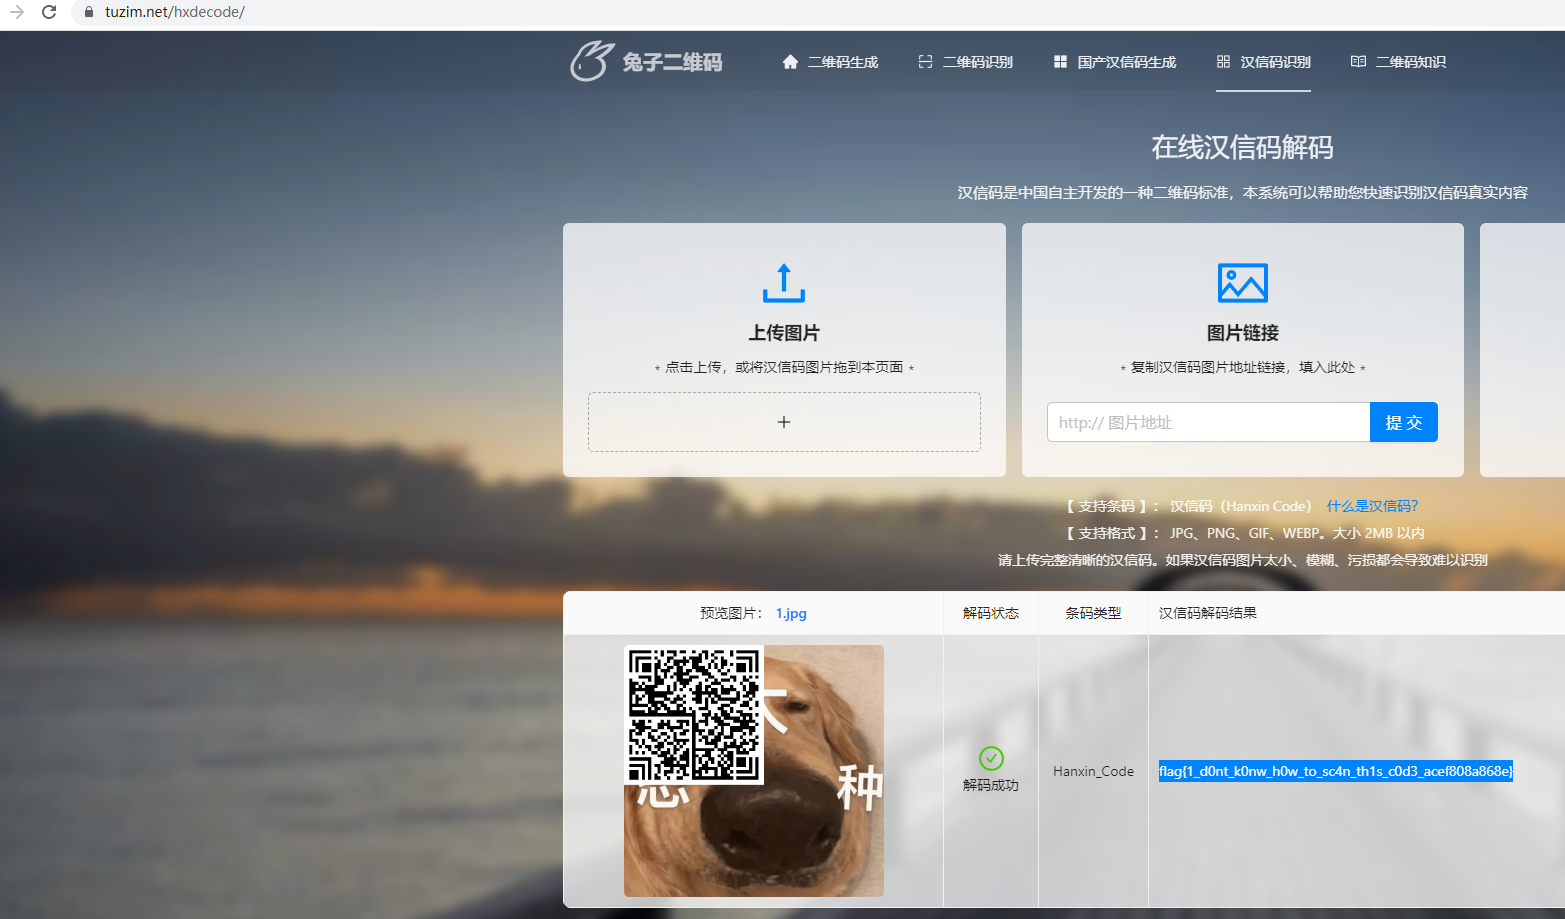 tuzim.net/hxdecode/
兔子二维码
二维码生成
二维码识别
国产汉信码生成
汉信码识别
二维码知识
在线汉信码解码
汉信码是中国自主开发的一种二维码标准，本系统可以帮助您快速识别汉信码真实内容
上传图片
* 点击上传，或将汉信码图片拖到本页面 *
图片链接
* 复制汉信码图片地址链接，填入此处 *
http:// 图片地址
提 交
【 支持条码 】： 汉信码（Hanxin Code） 什么是汉信码？
【 支持格式 】： JPG、PNG、GIF、WEBP。大小 2MB 以内
请上传完整清晰的汉信码。如果汉信码图片太小、模糊、污损都会导致难以识别
预览图片： 1.jpg
解码状态
条码类型
汉信码解码结果
种
解码成功
Hanxin_Code
flag{1_d0nt_k0nw_h0w_to_sc4n_th1s_c0d3_acef808a868e}